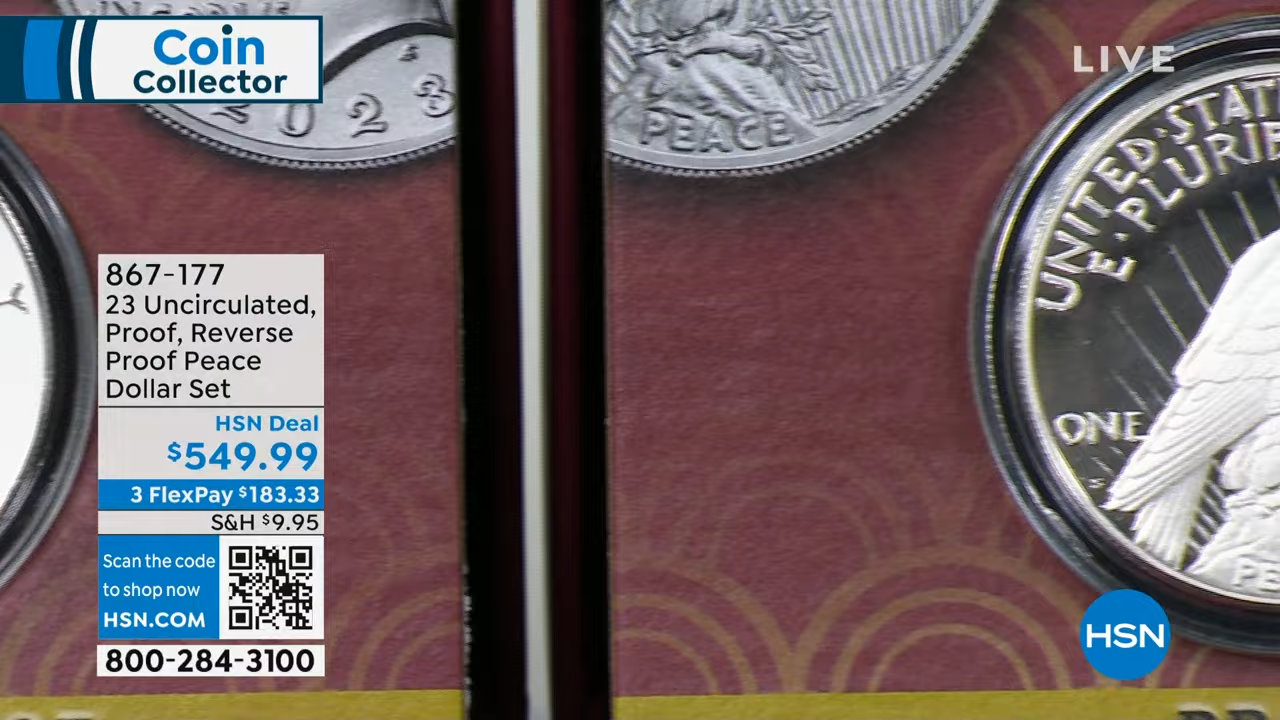 Coin
Collector
LIVE
2023
PEACE
UNITED·STAT
E·PLURIB
ONE
867-177
23 Uncirculated,
Proof, Reverse
Proof Peace
Dollar Set
HSN Deal
$549.99
3 FlexPay $183.33
S&H $9.95
Scan the code
to shop now
HSN.COM
800-284-3100
HSN